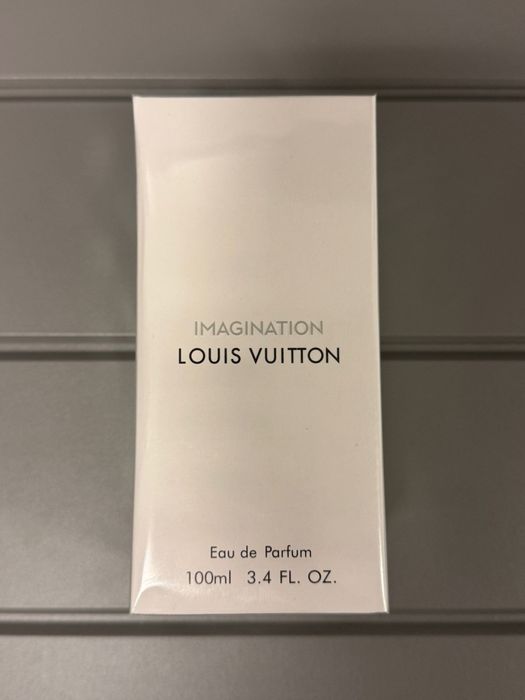 IMAGINATION
LOUIS VUITTON
Eau de Parfum
100ml 3.4 FL. OZ.